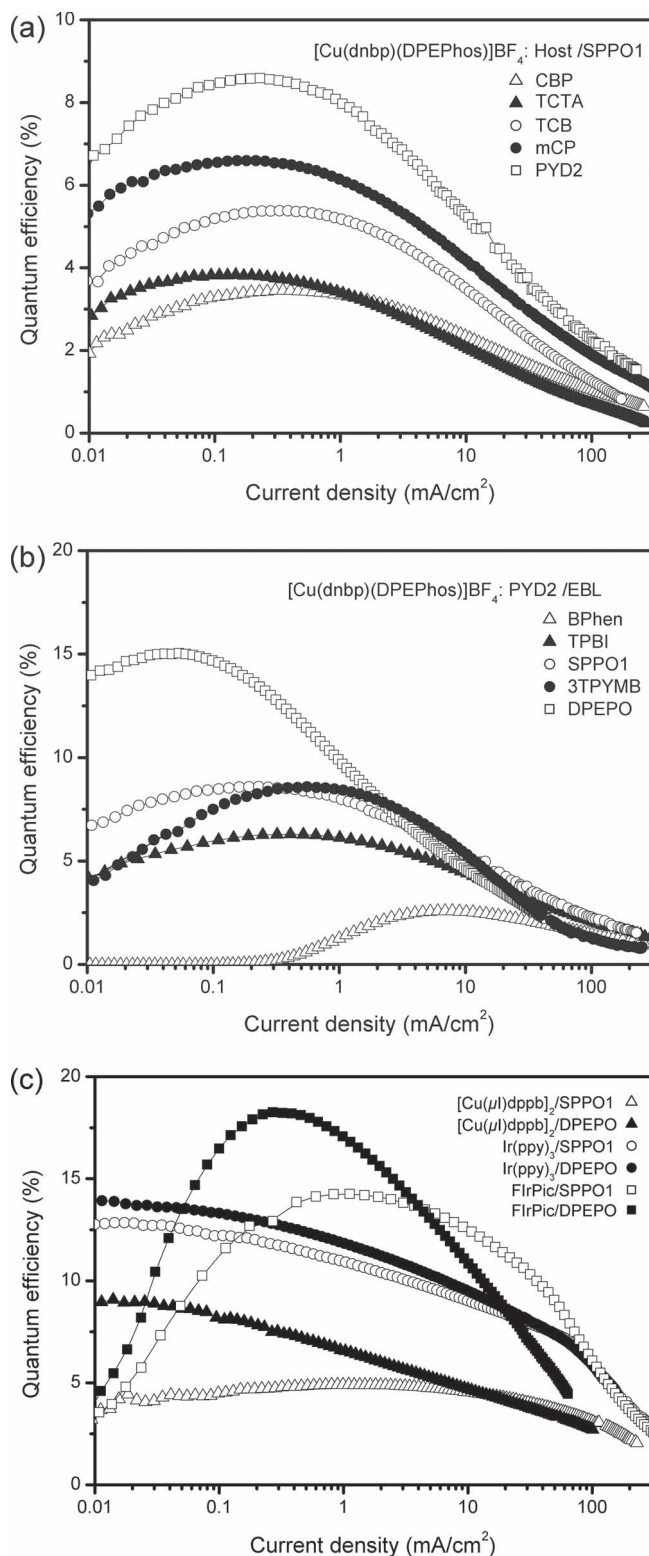 (a)
[Cu(dnbp)(DPEPhos)]BF4: Host /SPPO1
CBP
TCTA
TCB
mCP
PYD2
8
6
4
2
0
Quantum efficiency (%)
0.01 0.1 1 10 100
Current density (mA/cm2)
(b)
[Cu(dnbp)(DPEPhos)]BF4: PYD2 /EBL
BPhen
TPBI
SPPO1
3TPYMB
DPEPO
20
15
10
5
0
Quantum efficiency (%)
0.01 0.1 1 10 100
Current density (mA/cm2)
(c)
[Cu(μI)dppb]2/SPPO1
[Cu(μI)dppb]2/DPEPO
Ir(ppy)3/SPPO1
Ir(ppy)3/DPEPO
FIrPic/SPPO1
FIrPic/DPEPO
20
15
10
5
0
Quantum efficiency (%)
0.01 0.1 1 10 100
Current density (mA/cm2)